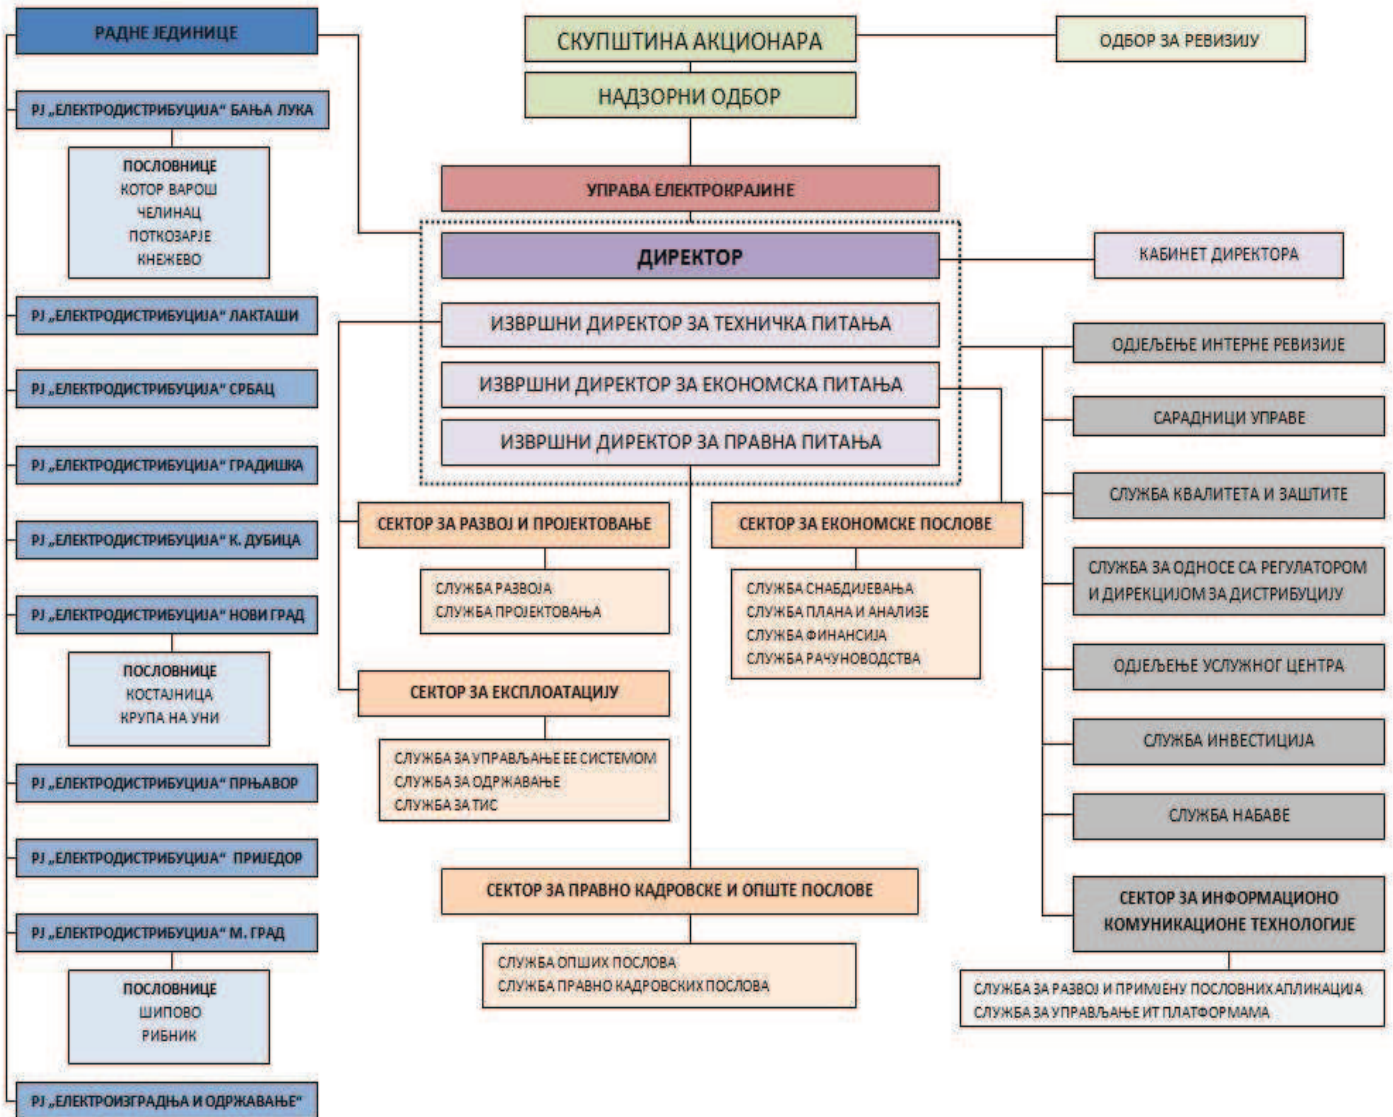 РАДНЕ ЈЕДИНИЦЕ
РЈ „ЕЛЕКТРОДИСТРИБУЦИЈА“ БАЊА ЛУКА
ПОСЛОВНИЦЕ
КОТОР ВАРОШ
ЧЕЛИНАЦ
ПОТКОЗАРЈЕ
КНЕЖЕВО
РЈ „ЕЛЕКТРОДИСТРИБУЦИЈА“ ЛАКТАШИ
РЈ „ЕЛЕКТРОДИСТРИБУЦИЈА“ СРБАЦ
РЈ „ЕЛЕКТРОДИСТРИБУЦИЈА“ ГРАДИШКА
РЈ „ЕЛЕКТРОДИСТРИБУЦИЈА“ К. ДУБИЦА
РЈ „ЕЛЕКТРОДИСТРИБУЦИЈА“ НОВИ ГРАД
ПОСЛОВНИЦЕ
КОСТАЈНИЦА
КРУПА НА УНИ
РЈ „ЕЛЕКТРОДИСТРИБУЦИЈА“ ПРЊАВОР
РЈ „ЕЛЕКТРОДИСТРИБУЦИЈА“ ПРИЈЕДОР
РЈ „ЕЛЕКТРОДИСТРИБУЦИЈА“ М. ГРАД
ПОСЛОВНИЦЕ
ШИПОВО
РИБНИК
РЈ „ЕЛЕКТРОИЗГРАДЊА И ОДРЖАВАЊЕ“
СКУПШТИНА АКЦИОНАРА
НАДЗОРНИ ОДБОР
УПРАВА ЕЛЕКТРОКРАЈИНЕ
ДИРЕКТОР
ИЗВРШНИ ДИРЕКТОР ЗА ТЕХНИЧКА ПИТАЊА
ИЗВРШНИ ДИРЕКТОР ЗА ЕКОНОМСКА ПИТАЊА
ИЗВРШНИ ДИРЕКТОР ЗА ПРАВНА ПИТАЊА
СЕКТОР ЗА РАЗВОЈ И ПРОЈЕКТОВАЊЕ
СЛУЖБА РАЗВОЈА
СЛУЖБА ПРОЈЕКТОВАЊА
СЕКТОР ЗА ЕКСПЛОАТАЦИЈУ
СЛУЖБА ЗА УПРАВЉАЊЕ ЕЕ СИСТЕМОМ
СЛУЖБА ЗА ОДРЖАВАЊЕ
СЛУЖБА ЗА ТИС
СЕКТОР ЗА ЕКОНОМСКЕ ПОСЛОВЕ
СЛУЖБА СНАБДИЈЕВАЊА
СЛУЖБА ПЛАНА И АНАЛИЗЕ
СЛУЖБА ФИНАНСИЈА
СЛУЖБА РАЧУНОВОДСТВА
СЕКТОР ЗА ПРАВНО КАДРОВСКЕ И ОПШТЕ ПОСЛОВЕ
СЛУЖБА ОПШИХ ПОСЛОВА
СЛУЖБА ПРАВНО КАДРОВСКИХ ПОСЛОВА
ОДБОР ЗА РЕВИЗИЈУ
КАБИНЕТ ДИРЕКТОРА
ОДЈЕЉЕЊЕ ИНТЕРНЕ РЕВИЗИЈЕ
САРАДНИЦИ УПРАВЕ
СЛУЖБА КВАЛИТЕТА И ЗАШТИТЕ
СЛУЖБА ЗА ОДНОСЕ СА РЕГУЛАТОРОМ
И ДИРЕКЦИЈОМ ЗА ДИСТРИБУЦИЈУ
ОДЈЕЉЕЊЕ УСЛУЖНОГ ЦЕНТРА
СЛУЖБА ИНВЕСТИЦИЈА
СЛУЖБА НАБАВЕ
СЕКТОР ЗА ИНФОРМАЦИОНО
КОМУНИКАЦИОНЕ ТЕХНОЛОГИЈЕ
СЛУЖБА ЗА РАЗВОЈ И ПРИМЈЕНУ ПОСЛОВНИХ АПЛИКАЦИЈА
СЛУЖБА ЗА УПРАВЉАЊЕ ИТ ПЛАТФОРМАМА